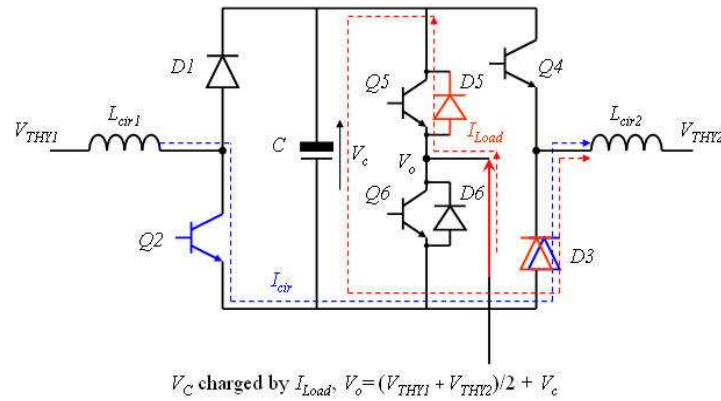 D1
Q5
D5
Q4
L_cir1
I_Load
L_cir2
V_THY1
C
V_c
V_o
V_THY2
Q6
D6
Q2
D3
I_cir
V_C charged by I_Load, V_o = (V_THY1 + V_THY2)/2 + V_c